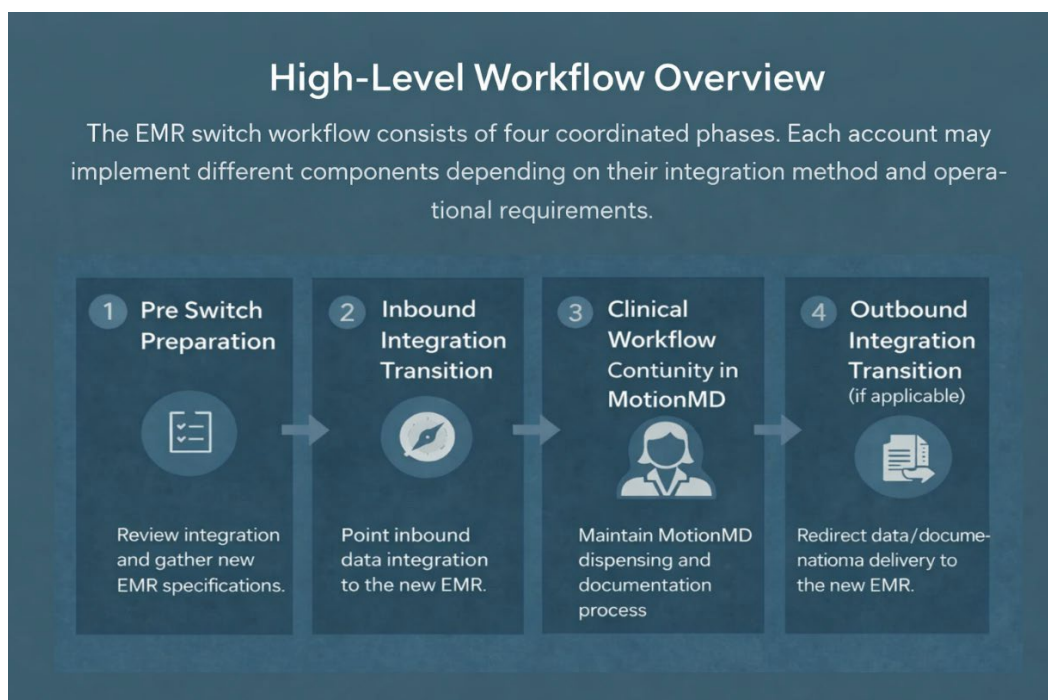 High-Level Workflow Overview
The EMR switch workflow consists of four coordinated phases. Each account may
implement different components depending on their integration method and opera-
tional requirements.
1 Pre Switch
Preparation
Review integration
and gather new
EMR specifications.
2 Inbound
Integration
Transition
Point inbound
data integration
to the new EMR.
3 Clinical
Workflow
Contunity in
MotionMD
Maintain MotionMD
dispensing and
documentation
process
4 Outbound
Integration
Transition
(if applicable)
Redirect data/docume-
nationa delivery to
the new EMR.